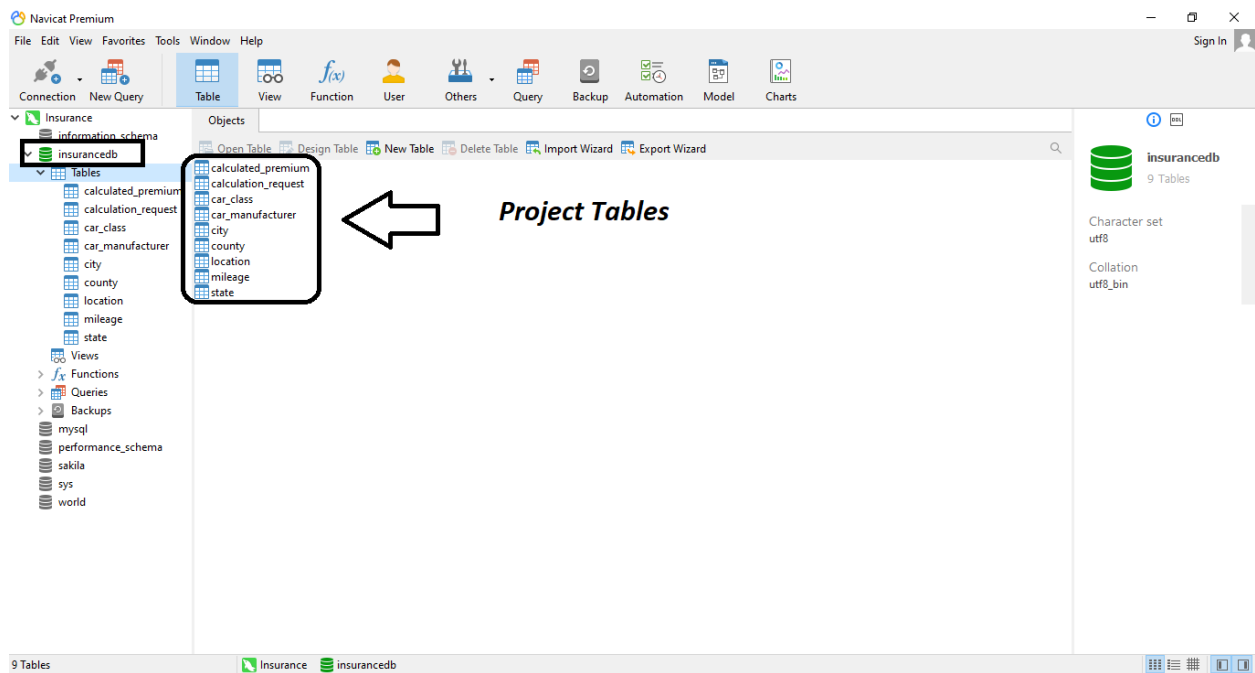 Navicat Premium
File Edit View Favorites Tools Window Help
Sign In
Connection New Query Table View Function User Others Query Backup Automation Model Charts
Insurance
information_schema
insurancedb
Tables
calculated_premium
calculation_request
car_class
car_manufacturer
city
county
location
mileage
state
Views
Functions
Queries
Backups
mysql
performance_schema
sakila
sys
world
Objects
Open Table Design Table New Table Delete Table Import Wizard Export Wizard
calculated_premium
calculation_request
car_class
car_manufacturer
city
county
location
mileage
state
Project Tables
DDL
insurancedb
9 Tables
Character set
utf8
Collation
utf8_bin
9 Tables
Insurance insurancedb